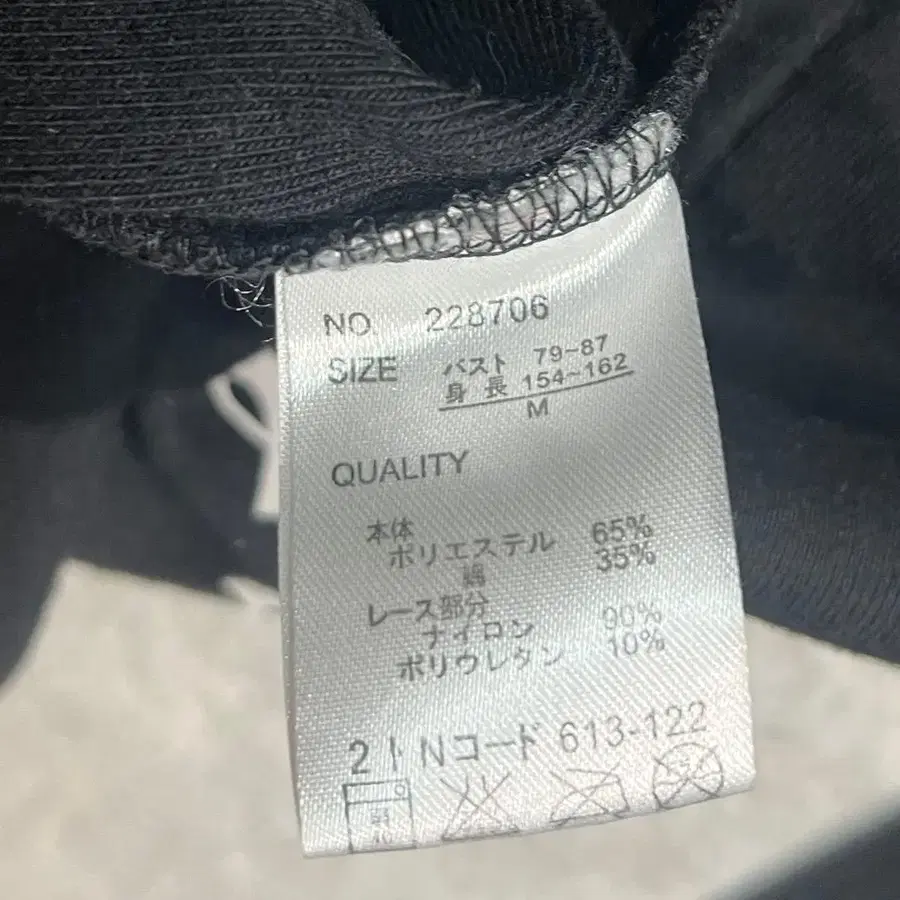 NO 228706
SIZE バスト 79-87
身長 154-162
M
QUALITY
本体
ポリエステル 65%
綿 35%
レース部分
ナイロン 90%
ポリウレタン 10%
Nコード 613-122